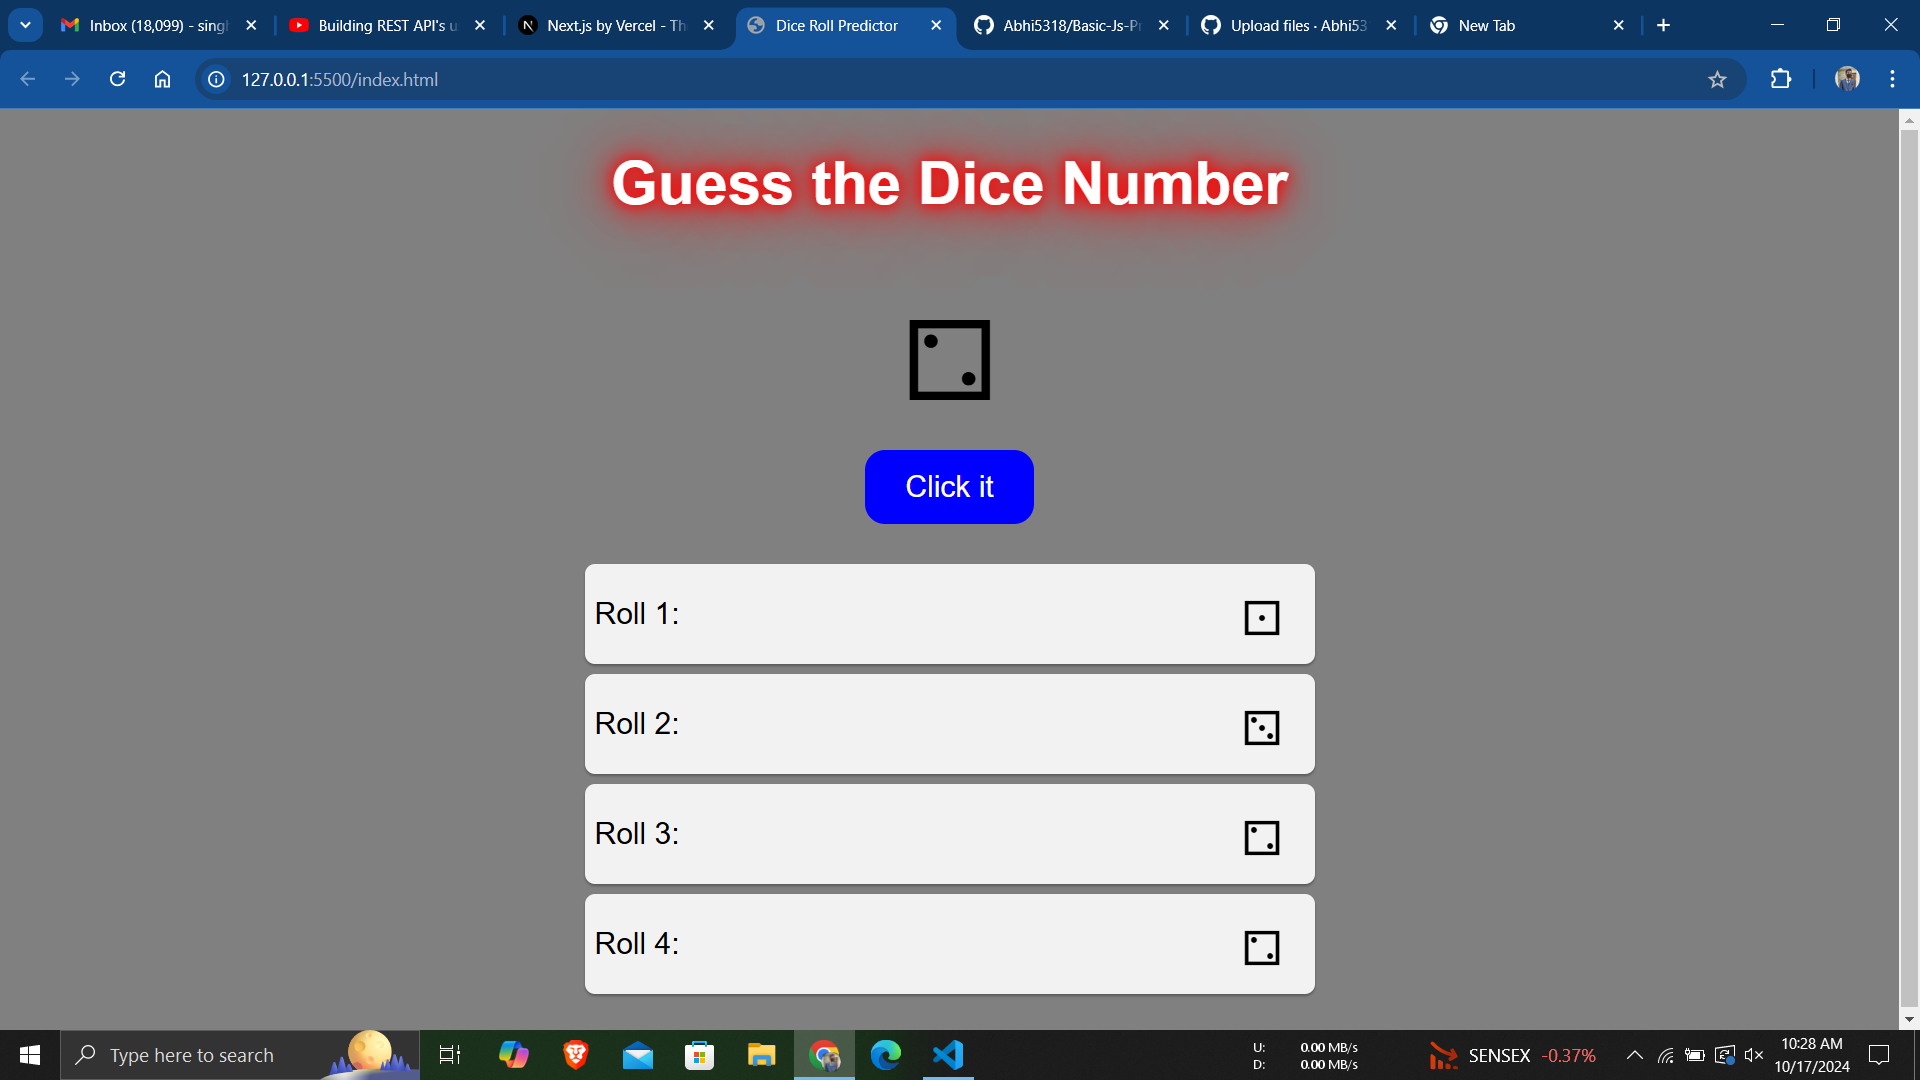 Inbox (18,099) - singh
Building REST API's u
Next.js by Vercel - Th
Dice Roll Predictor
Abhi5318/Basic-Js-Pr
Upload files · Abhi53
New Tab
127.0.0.1:5500/index.html
Guess the Dice Number
Click it
Roll 1:
Roll 2:
Roll 3:
Roll 4:
Type here to search
U: 0.00 MB/s
D: 0.00 MB/s
SENSEX -0.37%
10:28 AM
10/17/2024